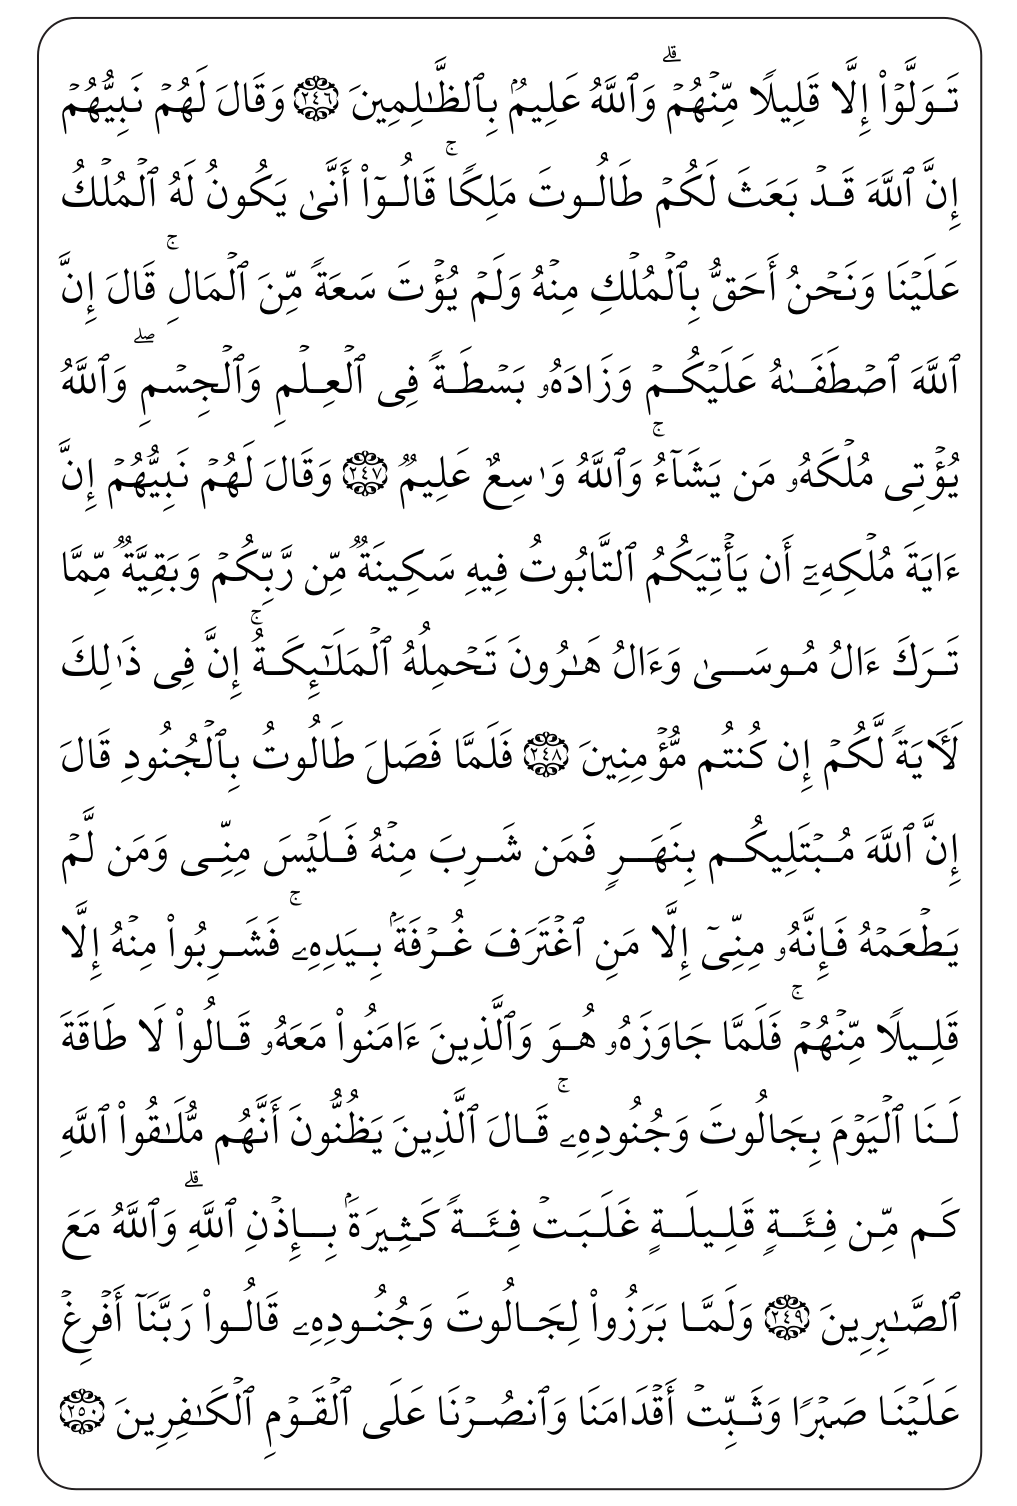 تَوَلَّوۡاْ إِلَّا قَلِيلًا مِّنۡهُمۡۗ وَٱللَّهُ عَلِيمُۢ بِٱلظَّٰلِمِينَ ٢٤٦ وَقَالَ لَهُمۡ نَبِيُّهُمۡ
إِنَّ ٱللَّهَ قَدۡ بَعَثَ لَكُمۡ طَالُوتَ مَلِكٗاۚ قَالُوٓاْ أَنَّىٰ يَكُونُ لَهُ ٱلۡمُلۡكُ
عَلَيۡنَا وَنَحۡنُ أَحَقُّ بِٱلۡمُلۡكِ مِنۡهُ وَلَمۡ يُؤۡتَ سَعَةٗ مِّنَ ٱلۡمَالِۚ قَالَ إِنَّ
ٱللَّهَ ٱصۡطَفَىٰهُ عَلَيۡكُمۡ وَزَادَهُۥ بَسۡطَةٗ فِي ٱلۡعِلۡمِ وَٱلۡجِسۡمِۖ وَٱللَّهُ
يُؤۡتِي مُلۡكَهُۥ مَن يَشَآءُۚ وَٱللَّهُ وَٰسِعٌ عَلِيمٞ ٢٤٧ وَقَالَ لَهُمۡ نَبِيُّهُمۡ إِنَّ
ءَايَةَ مُلۡكِهِۦٓ أَن يَأۡتِيَكُمُ ٱلتَّابُوتُ فِيهِ سَكِينَةٞ مِّن رَّبِّكُمۡ وَبَقِيَّةٞ مِّمَّا
تَرَكَ ءَالُ مُوسَىٰ وَءَالُ هَٰرُونَ تَحۡمِلُهُ ٱلۡمَلَٰٓئِكَةُۚ إِنَّ فِي ذَٰلِكَ
لَأٓيَةٗ لَّكُمۡ إِن كُنتُم مُّؤۡمِنِينَ ٢٤٨ فَلَمَّا فَصَلَ طَالُوتُ بِٱلۡجُنُودِ قَالَ
إِنَّ ٱللَّهَ مُبۡتَلِيكُم بِنَهَرٖ فَمَن شَرِبَ مِنۡهُ فَلَيۡسَ مِنِّي وَمَن لَّمۡ
يَطۡعَمۡهُ فَإِنَّهُۥ مِنِّيٓ إِلَّا مَنِ ٱغۡتَرَفَ غُرۡفَةَۢ بِيَدِهِۦۚ فَشَرِبُواْ مِنۡهُ إِلَّا
قَلِيلٗا مِّنۡهُمۡۚ فَلَمَّا جَاوَزَهُۥ هُوَ وَٱلَّذِينَ ءَامَنُواْ مَعَهُۥ قَالُواْ لَا طَاقَةَ
لَنَا ٱلۡيَوۡمَ بِجَالُوتَ وَجُنُودِهِۦۚ قَالَ ٱلَّذِينَ يَظُنُّونَ أَنَّهُم مُّلَٰقُواْ ٱللَّهِ
كَم مِّن فِئَةٖ قَلِيلَةٍ غَلَبَتۡ فِئَةٗ كَثِيرَةَۢ بِإِذۡنِ ٱللَّهِۗ وَٱللَّهُ مَعَ
ٱلصَّٰبِرِينَ ٢٤٩ وَلَمَّا بَرَزُواْ لِجَالُوتَ وَجُنُودِهِۦ قَالُواْ رَبَّنَآ أَفۡرِغۡ
عَلَيۡنَا صَبۡرٗا وَثَبِّتۡ أَقۡدَامَنَا وَٱنصُرۡنَا عَلَى ٱلۡقَوۡمِ ٱلۡكَٰفِرِينَ ٢٥٠